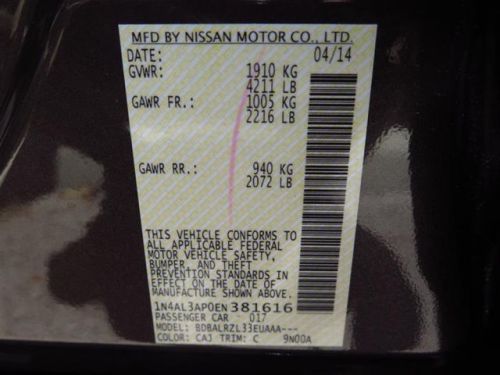 MFD BY NISSAN MOTOR CO., LTD.
DATE: 04/14
GVWR: 1910 KG
4211 LB
GAWR FR.: 1005 KG
2216 LB
GAWR RR.: 940 KG
2072 LB
THIS VEHICLE CONFORMS TO
ALL APPLICABLE FEDERAL
MOTOR VEHICLE SAFETY,
BUMPER, AND THEFT
PREVENTION STANDARDS IN
EFFECT ON THE DATE OF
MANUFACTURE SHOWN ABOVE.
1N4AL3AP0EN381616
PASSENGER CAR 017
MODEL: BDBALRZL33EUAAA---
COLOR: CAJ TRIM: C 9N00A